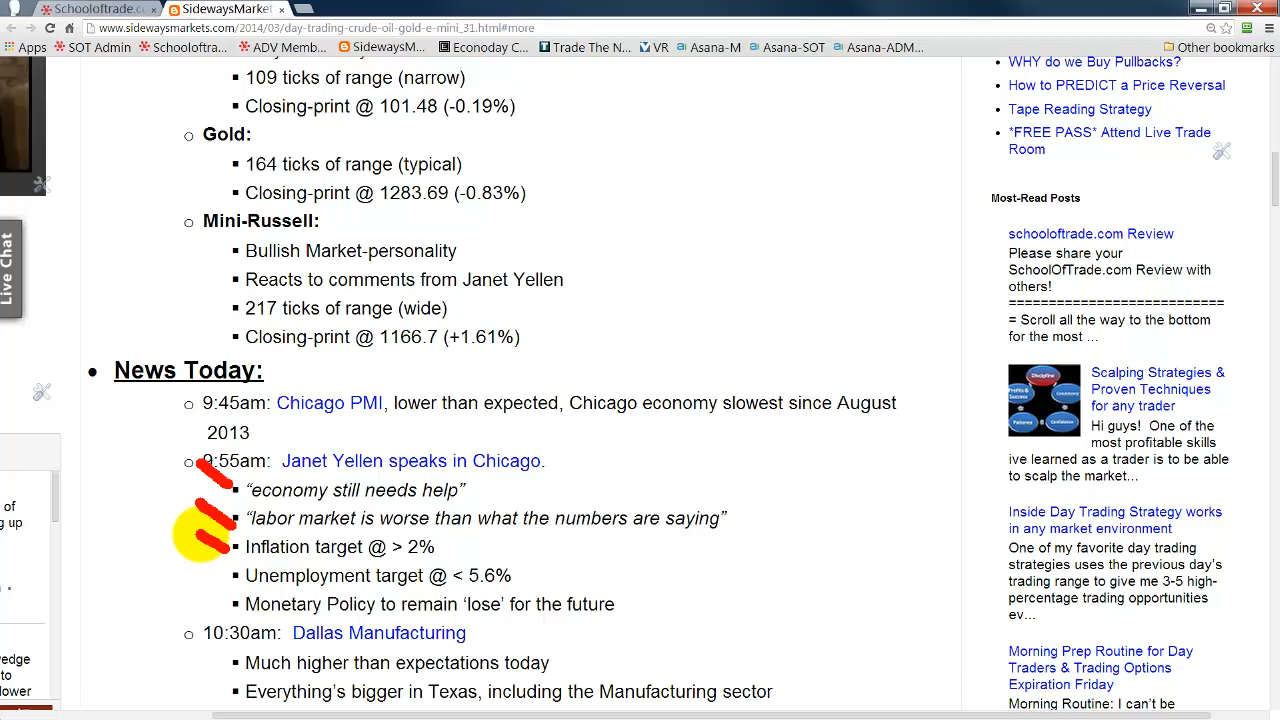 Schooloftrade.c
SidewaysMarket
www.sidewaysmarkets.com/2014/03/day-trading-crude-oil-gold-e-mini_31.html#more
Apps
SOT Admin
Schooloftra...
ADV Memb...
SidewaysM...
Econoday C...
Trade The N...
VR
Asana-M
Asana-SOT
Asana-ADM...
Other bookmarks
109 ticks of range (narrow)
Closing-print @ 101.48 (-0.19%)
Gold:
164 ticks of range (typical)
Closing-print @ 1283.69 (-0.83%)
Mini-Russell:
Bullish Market-personality
Reacts to comments from Janet Yellen
217 ticks of range (wide)
Closing-print @ 1166.7 (+1.61%)
News Today:
9:45am: Chicago PMI, lower than expected, Chicago economy slowest since August
2013
9:55am: Janet Yellen speaks in Chicago.
“economy still needs help”
“labor market is worse than what the numbers are saying”
Inflation target @ > 2%
Unemployment target @ < 5.6%
Monetary Policy to remain ‘lose’ for the future
10:30am: Dallas Manufacturing
Much higher than expectations today
Everything’s bigger in Texas, including the Manufacturing sector
Live Chat
of
g up
wledge
to
lower
WHY do we Buy Pullbacks?
How to PREDICT a Price Reversal
Tape Reading Strategy
*FREE PASS* Attend Live Trade
Room
Most-Read Posts
schooloftrade.com Review
Please share your
SchoolOfTrade.com Review with
others!
===========================
= Scroll all the way to the bottom
for the most ...
Discipline
Scalping Strategies &
Proven Techniques
for any trader
Hi guys! One of the
most profitable skills
ive learned as a trader is to be able
to scalp the market...
Inside Day Trading Strategy works
in any market environment
One of my favorite day trading
strategies uses the previous day’s
trading range to give me 3-5 high-
percentage trading opportunities
ev...
Morning Prep Routine for Day
Traders & Trading Options
Expiration Friday
Morning Routine: I can’t be